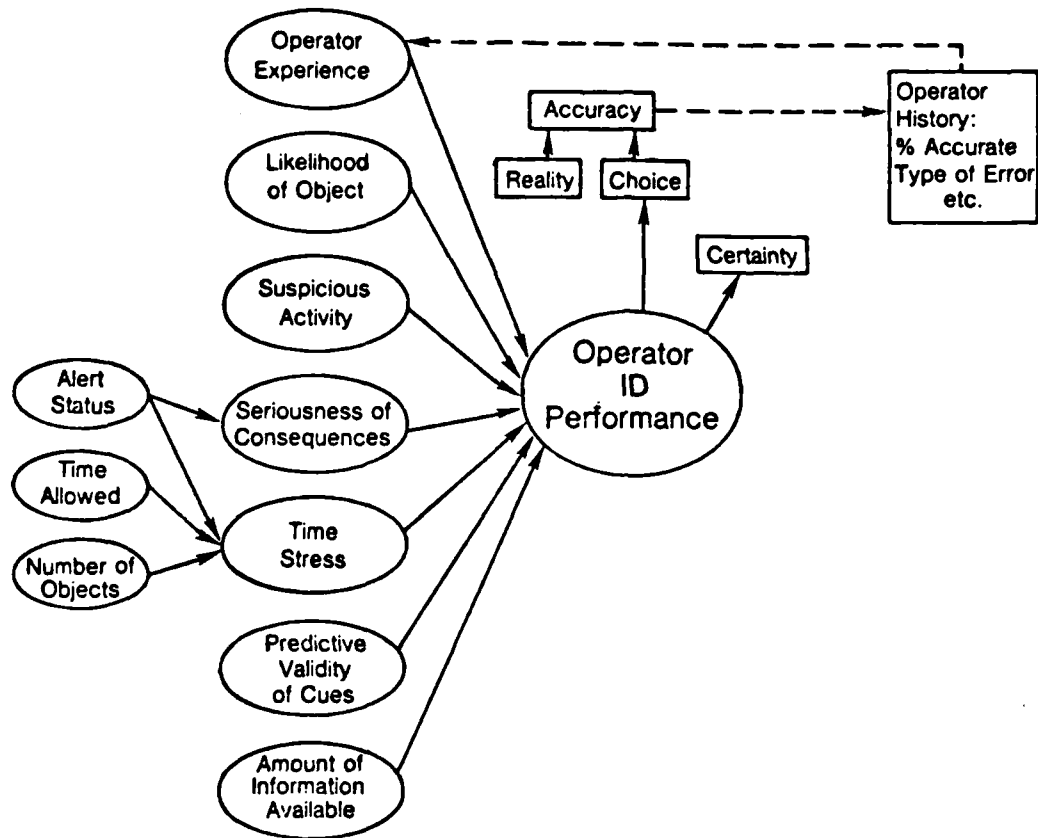 Operator
Experience
Accuracy
Operator
History:
% Accurate
Type of Error
etc.
Reality
Choice
Likelihood
of Object
Certainty
Suspicious
Activity
Operator
ID
Performance
Alert
Status
Seriousness of
Consequences
Time
Allowed
Time
Stress
Number of
Objects
Predictive
Validity
of Cues
Amount of
Information
Available